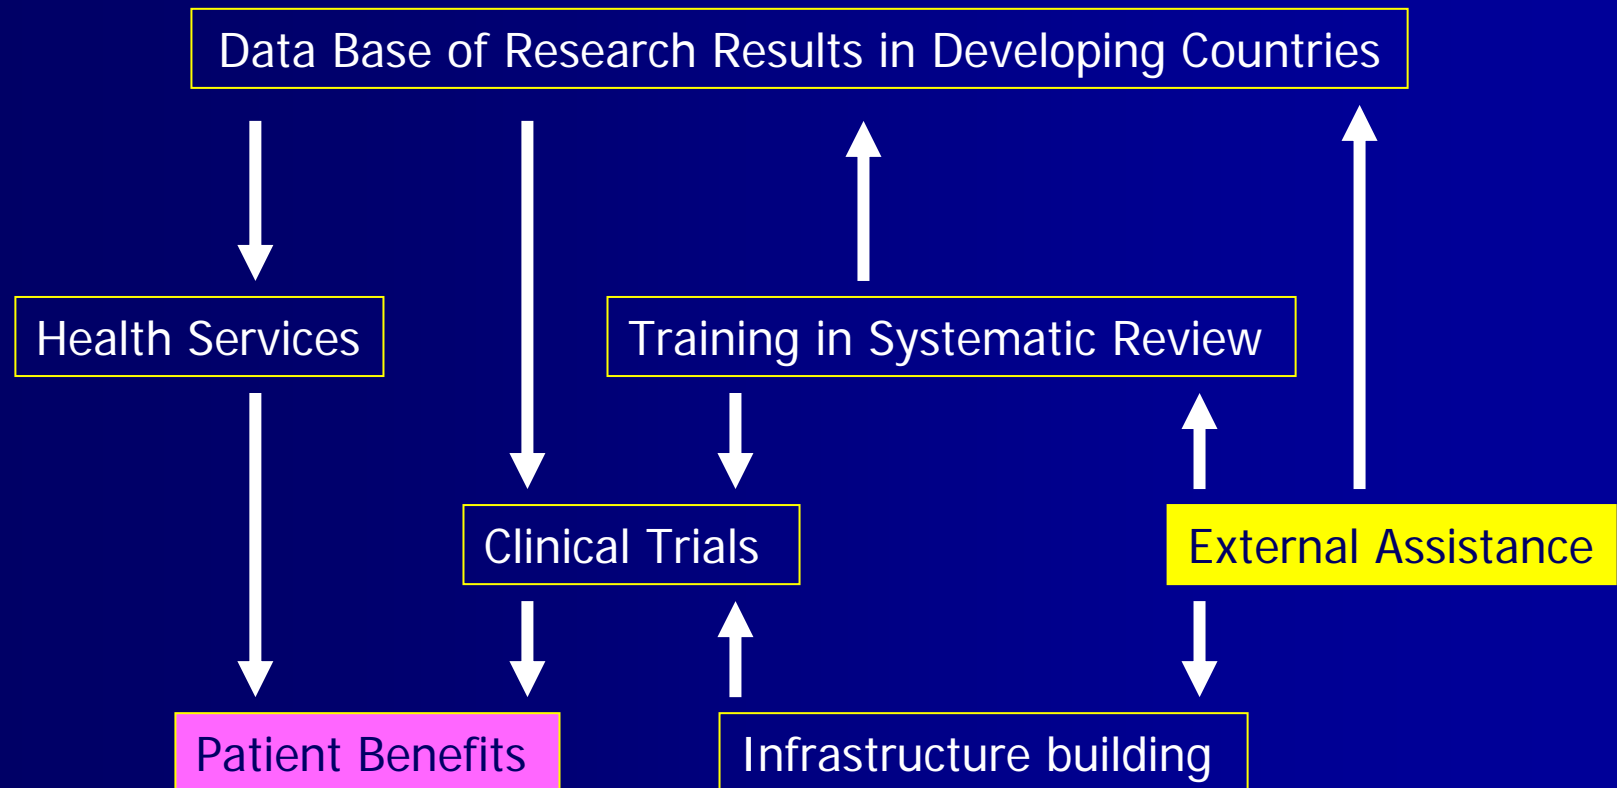 Data Base of Research Results in Developing Countries
Health Services
Training in Systematic Review
Clinical Trials
External Assistance
Patient Benefits
Infrastructure building